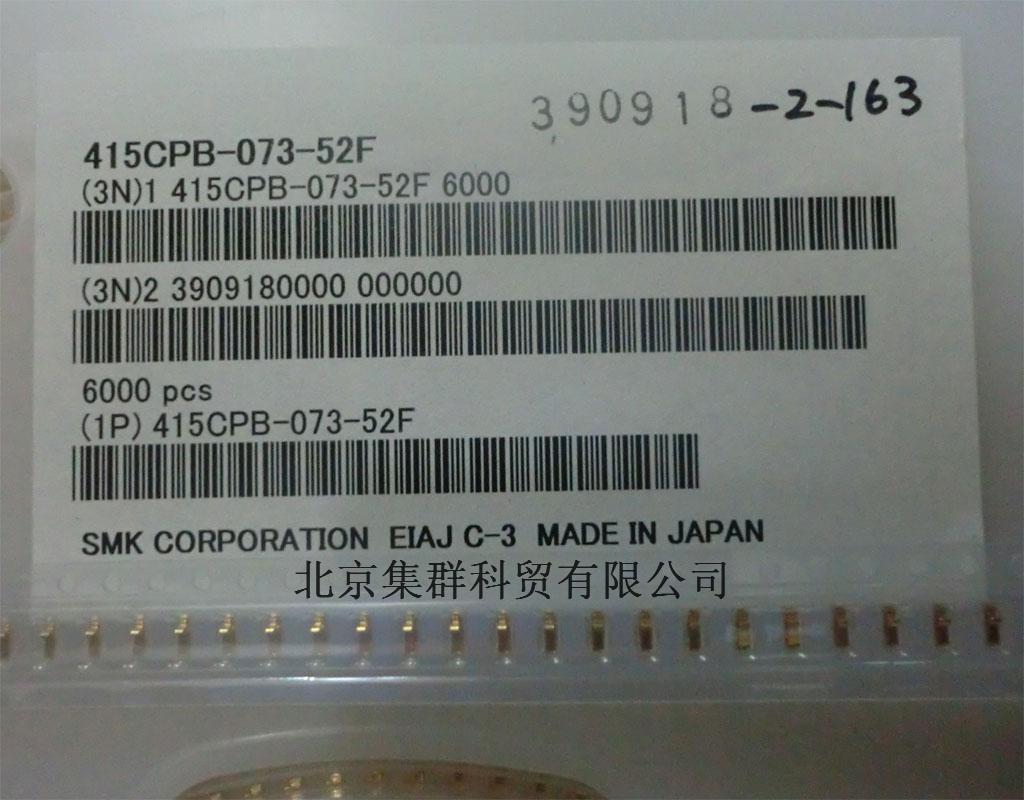 390918-2-163
415CPB-073-52F
(3N)1 415CPB-073-52F 6000
(3N)2 3909180000 000000
6000 pcs
(1P) 415CPB-073-52F
SMK CORPORATION EIAJ C-3 MADE IN JAPAN
北京集群科贸有限公司